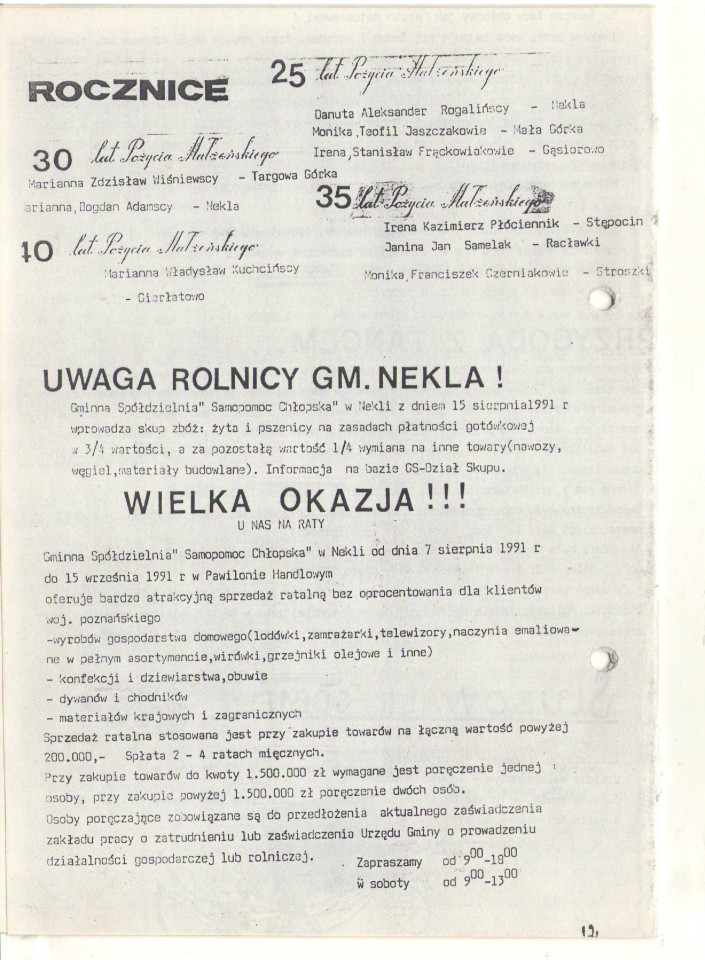 ROCZNICE
25 lat Pożycia Małżeńskiego
Danuta Aleksander Rogalińscy - Nekla
Monika,Teofil Jaszczakowie - Mała Górka
Irena,Stanisław Frąckowiakowie - Gąsiorowo
30 lat Pożycia Małżeńskiego
Marianna Zdzisław Wiśniewscy - Targowa Górka
arianna,Bogdan Adamscy - Nekla
35 lat Pożycia Małżeńskiego
Irena Kazimierz Płóciennik - Stępocin
Janina Jan Samelak - Racławki
Monika,Franciszek Czerniakowie - Stroszki
40 lat Pożycia Małżeńskiego
Marianna Władysław Kuchcińscy
- Gierłatowo
UWAGA ROLNICY GM. NEKLA !
Gminna Spółdzielnia" Samopomoc Chłopska" w Nekli z dniem 15 sierpnia1991 r
wprowadza skup zbóż: żyta i pszenicy na zasadach płatności gotówkowej
w 3/4 wartości, a za pozostałą wartość 1/4 wymiana na inne towary(nawozy,
węgiel,materiały budowlane). Informacja na bazie GS-Dział Skupu.
WIELKA OKAZJA !!!
U NAS NA RATY
Gminna Spółdzielnia" Samopomoc Chłopska" w Nekli od dnia 7 sierpnia 1991 r
do 15 września 1991 r w Pawilonie Handlowym
oferuje bardzo atrakcyjną sprzedaż ratalną bez oprocentowania dla klientów
woj. poznańskiego
-wyrobów gospodarstwa domowego(lodówki,zamrażarki,telewizory,naczynia emaliowa-
ne w pełnym asortymencie,wirówki,grzejniki olejowe i inne)
- konfekcji i dziewiarstwa,obuwie
- dywanów i chodników
- materiałów krajowych i zagranicznych
Sprzedaż ratalna stosowana jest przy zakupie towarów na łączną wartość powyżej
200.000,- Spłata 2 - 4 ratach mięcznych.
Przy zakupie towarów do kwoty 1.500.000 zł wymagane jest poręczenie jednej
osoby, przy zakupie powyżej 1.500.000 zł poręczenie dwóch osób.
Osoby poręczające zobowiązane są do przedłożenia aktualnego zaświadczenia
zakładu pracy o zatrudnieniu lub zaświadczenia Urzędu Gminy o prowadzeniu
działalności gospodarczej lub rolniczej.
Zapraszamy od 9⁰⁰-18⁰⁰
W soboty od 9⁰⁰-13⁰⁰
19.